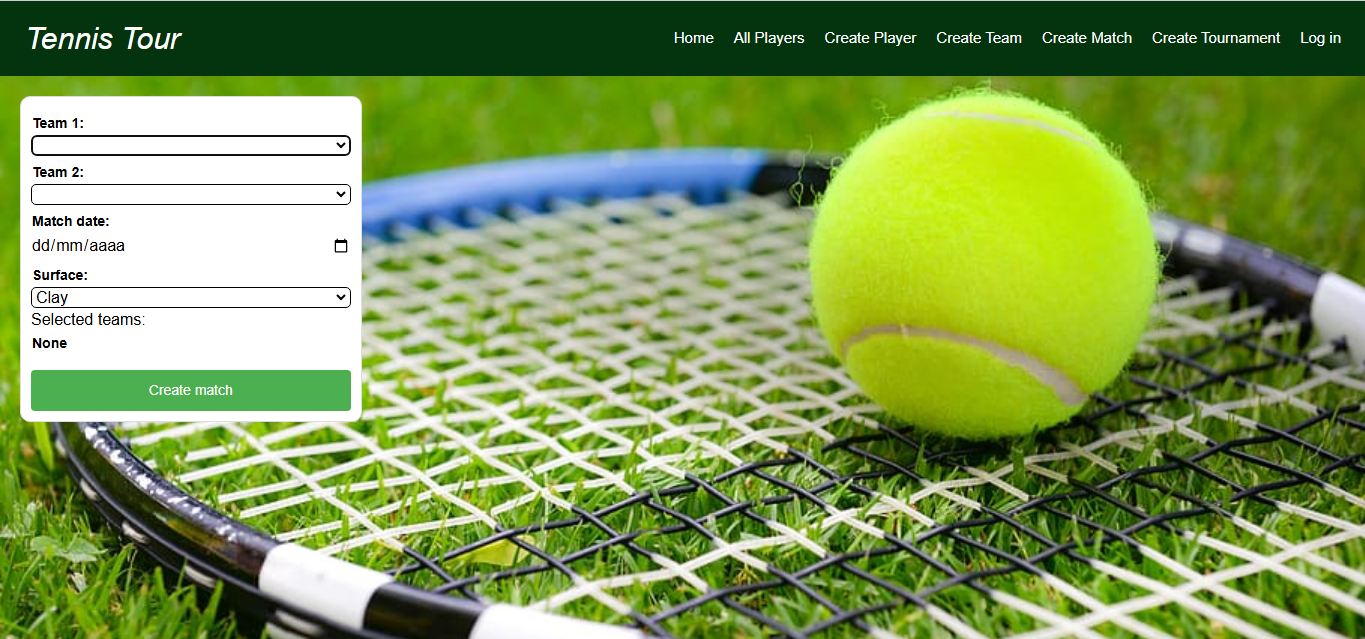 Tennis Tour
Home All Players Create Player Create Team Create Match Create Tournament Log in
Team 1:
Team 2:
Match date:
dd/mm/aaaa
Surface:
Clay
Selected teams:
None
Create match